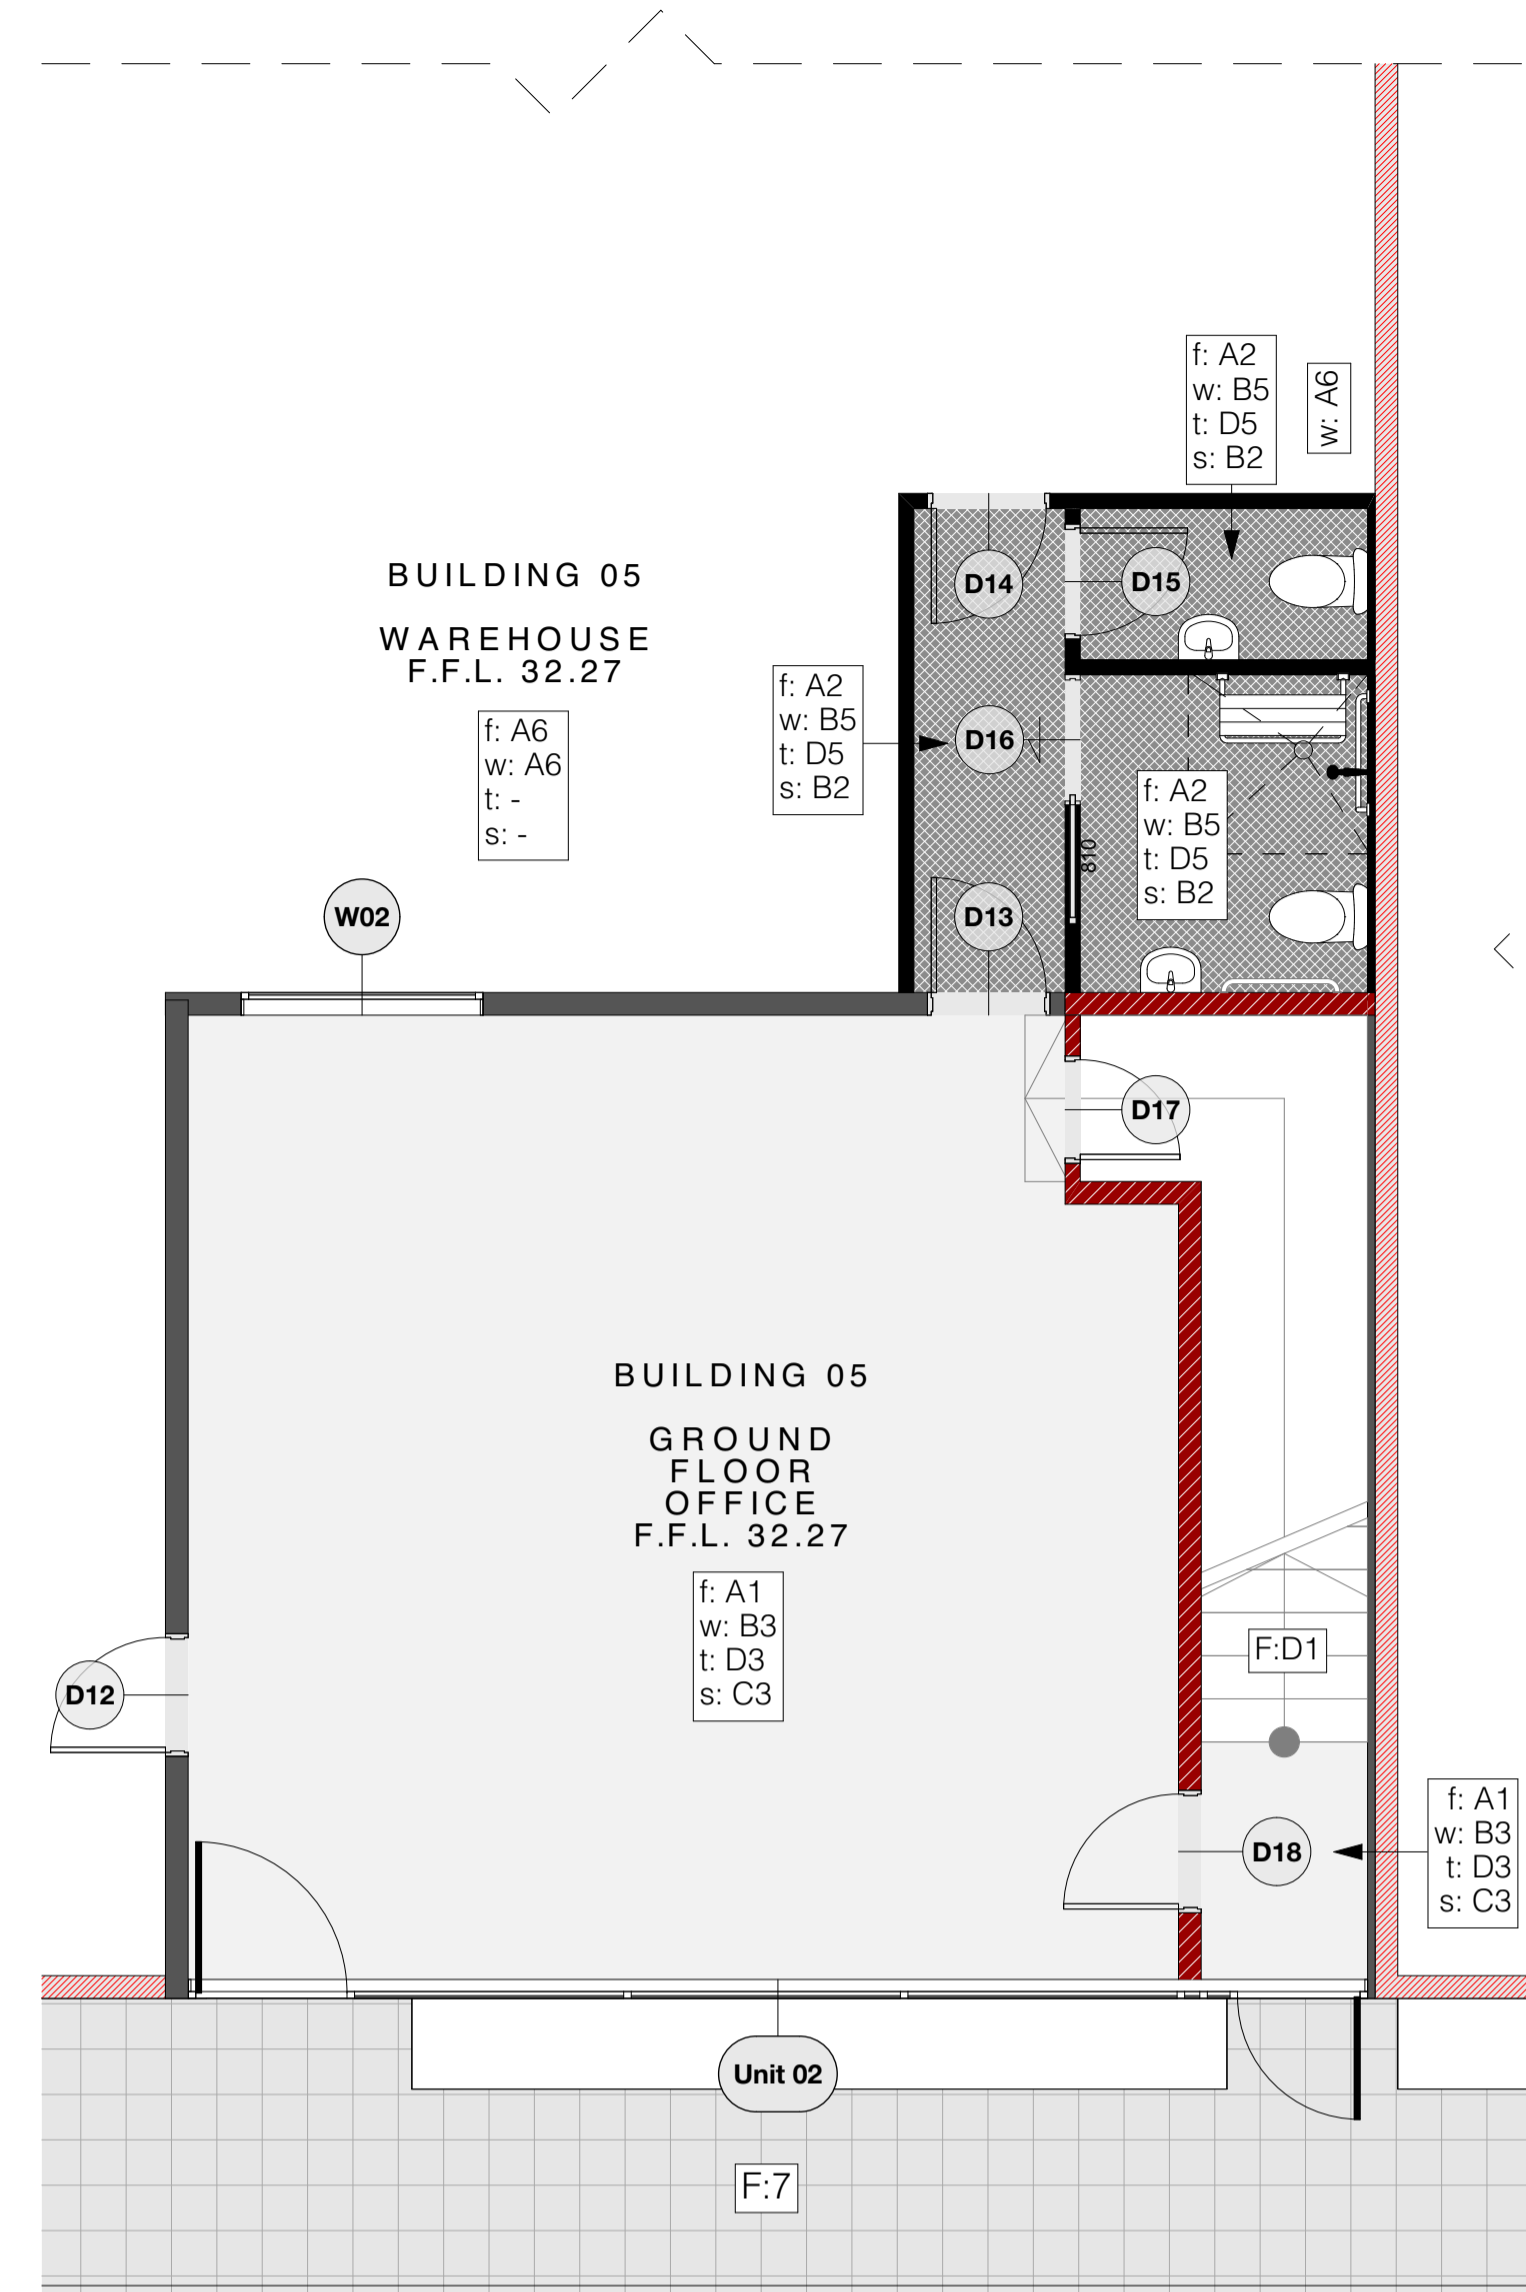 f: A2
w: B5
t: D5
s: B2
w: A6
BUILDING 05
WAREHOUSE
F.F.L. 32.27
f: A6
w: A6
t: -
s: -
D14
D15
f: A2
w: B5
t: D5
s: B2
D16
f: A2
w: B5
t: D5
s: B2
810
W02
D13
D17
BUILDING 05
GROUND
FLOOR
OFFICE
F.F.L. 32.27
f: A1
w: B3
t: D3
s: C3
F:D1
D12
D18
f: A1
w: B3
t: D3
s: C3
Unit 02
F:7